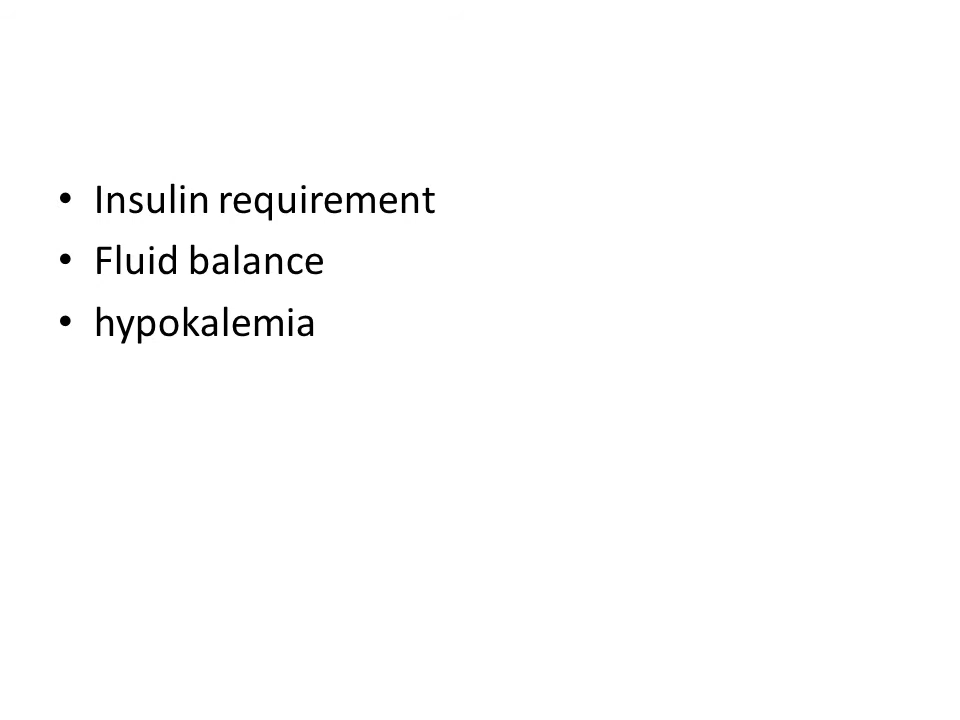 • Insulin requirement
• Fluid balance
• hypokalemia